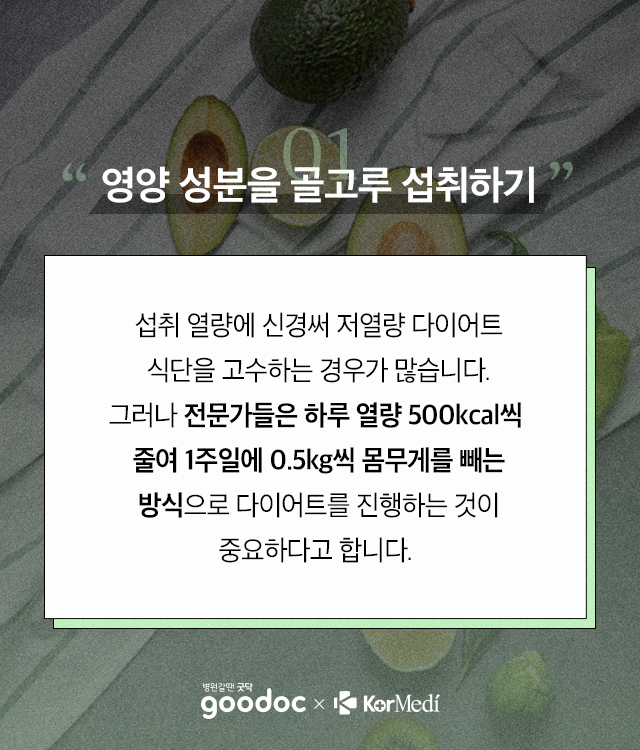 01
“ 영양 성분을 골고루 섭취하기 ”
섭취 열량에 신경써 저열량 다이어트
식단을 고수하는 경우가 많습니다.
그러나 전문가들은 하루 열량 500kcal씩
줄여 1주일에 0.5kg씩 몸무게를 빼는
방식으로 다이어트를 진행하는 것이
중요하다고 합니다.
병원갈땐 굿닥
goodoc × KorMedi